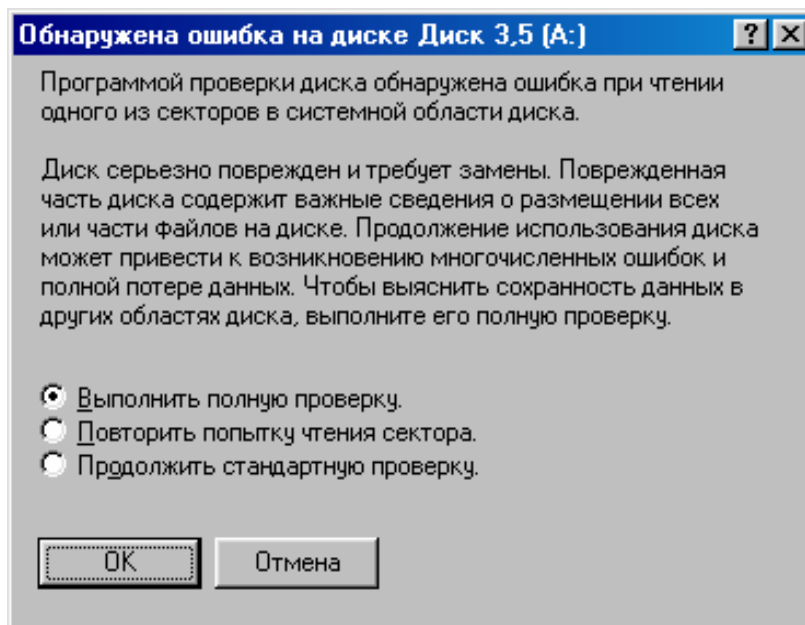 Обнаружена ошибка на диске Диск 3,5 (A:)
Программой проверки диска обнаружена ошибка при чтении
одного из секторов в системной области диска.
Диск серьезно поврежден и требует замены. Поврежденная
часть диска содержит важные сведения о размещении всех
или части файлов на диске. Продолжение использования диска
может привести к возникновению многочисленных ошибок и
полной потере данных. Чтобы выяснить сохранность данных в
других областях диска, выполните его полную проверку.
Выполнить полную проверку.
Повторить попытку чтения сектора.
Продолжить стандартную проверку.
OK Отмена